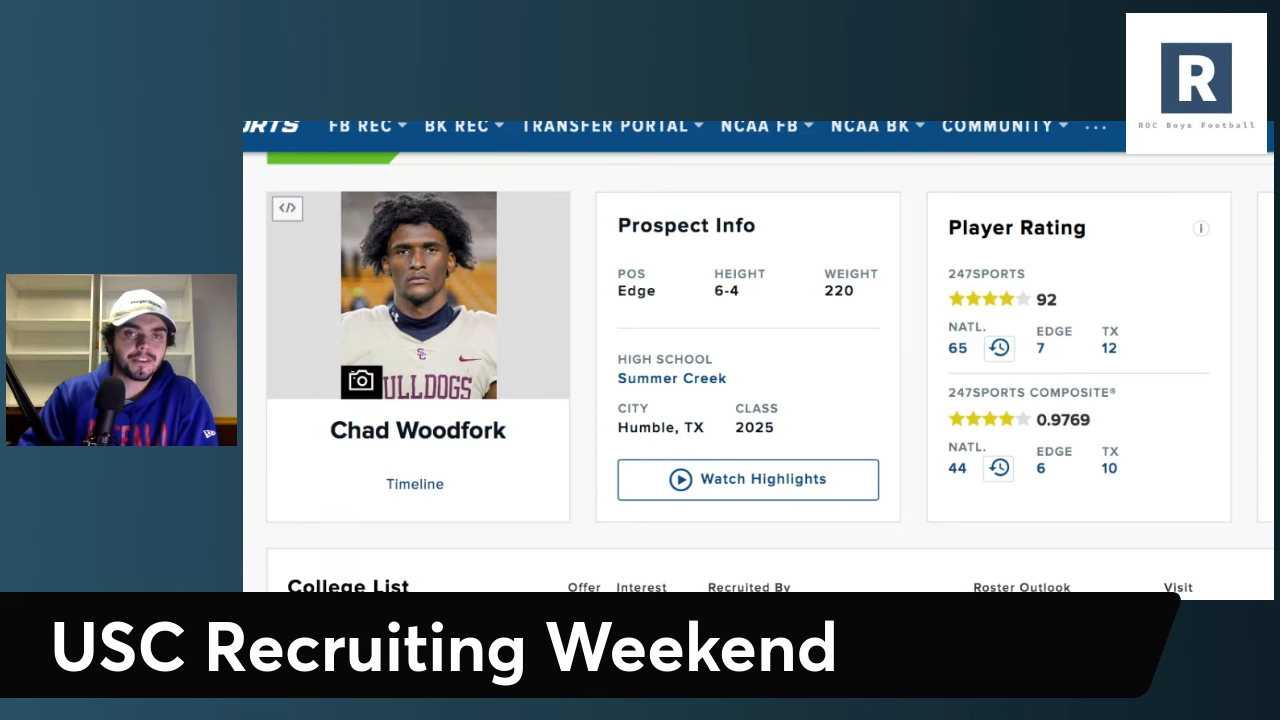 R
ROC Boys Football
ORTS FB REC BK REC TRANSFER PORTAL NCAA FB NCAA BK COMMUNITY ...
</>
SC
ULLDOGS
Chad Woodfork
Timeline
Prospect Info
POS HEIGHT WEIGHT
Edge 6-4 220
HIGH SCHOOL
Summer Creek
CITY CLASS
Humble, TX 2025
Watch Highlights
Player Rating
i
247SPORTS
92
NATL. EDGE TX
65 7 12
247SPORTS COMPOSITE®
0.9769
NATL. EDGE TX
44 6 10
College List Offer Interest Recruited By Roster Outlook Visit
USC Recruiting Weekend